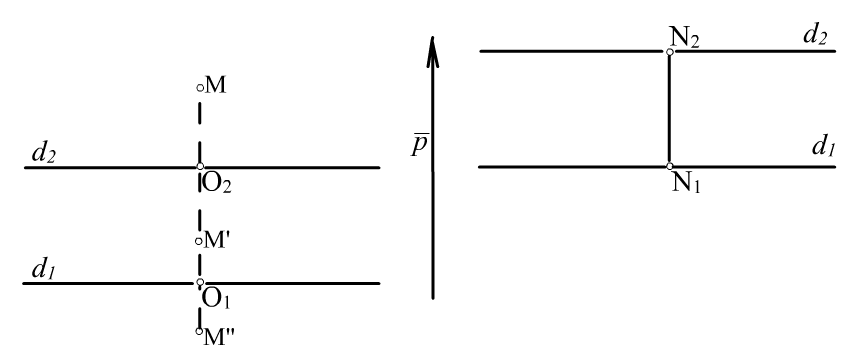 M
d₂
O₂
M'
d₁
O₁
M"
p̅
N₂
d₂
d₁
N₁